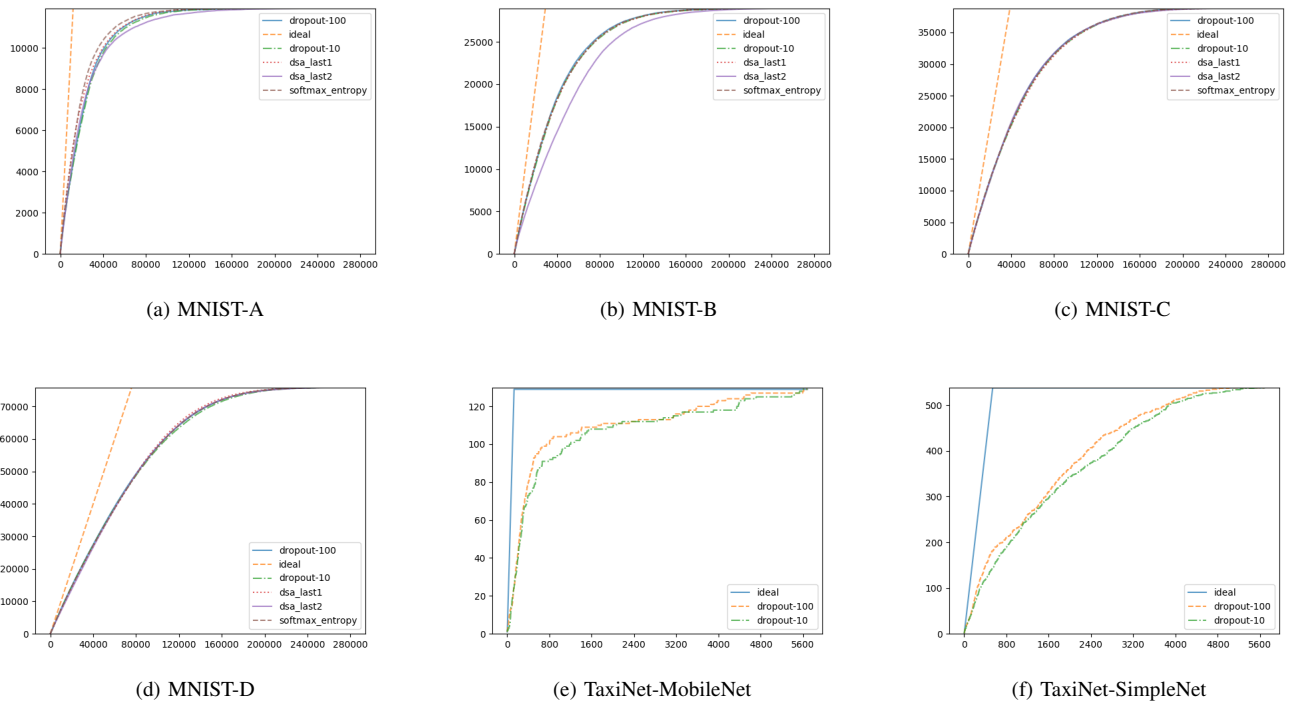 10000
8000
6000
4000
2000
0
0 40000 80000 120000 160000 200000 240000 280000
dropout-100
ideal
dropout-10
dsa_last1
dsa_last2
softmax_entropy
(a) MNIST-A
25000
20000
15000
10000
5000
0
0 40000 80000 120000 160000 200000 240000 280000
dropout-100
ideal
dropout-10
dsa_last1
dsa_last2
softmax_entropy
(b) MNIST-B
35000
30000
25000
20000
15000
10000
5000
0
0 40000 80000 120000 160000 200000 240000 280000
dropout-100
ideal
dropout-10
dsa_last1
dsa_last2
softmax_entropy
(c) MNIST-C
70000
60000
50000
40000
30000
20000
10000
0
0 40000 80000 120000 160000 200000 240000 280000
dropout-100
ideal
dropout-10
dsa_last1
dsa_last2
softmax_entropy
(d) MNIST-D
120
100
80
60
40
20
0
0 800 1600 2400 3200 4000 4800 5600
ideal
dropout-100
dropout-10
(e) TaxiNet-MobileNet
500
400
300
200
100
0
0 800 1600 2400 3200 4000 4800 5600
ideal
dropout-100
dropout-10
(f) TaxiNet-SimpleNet